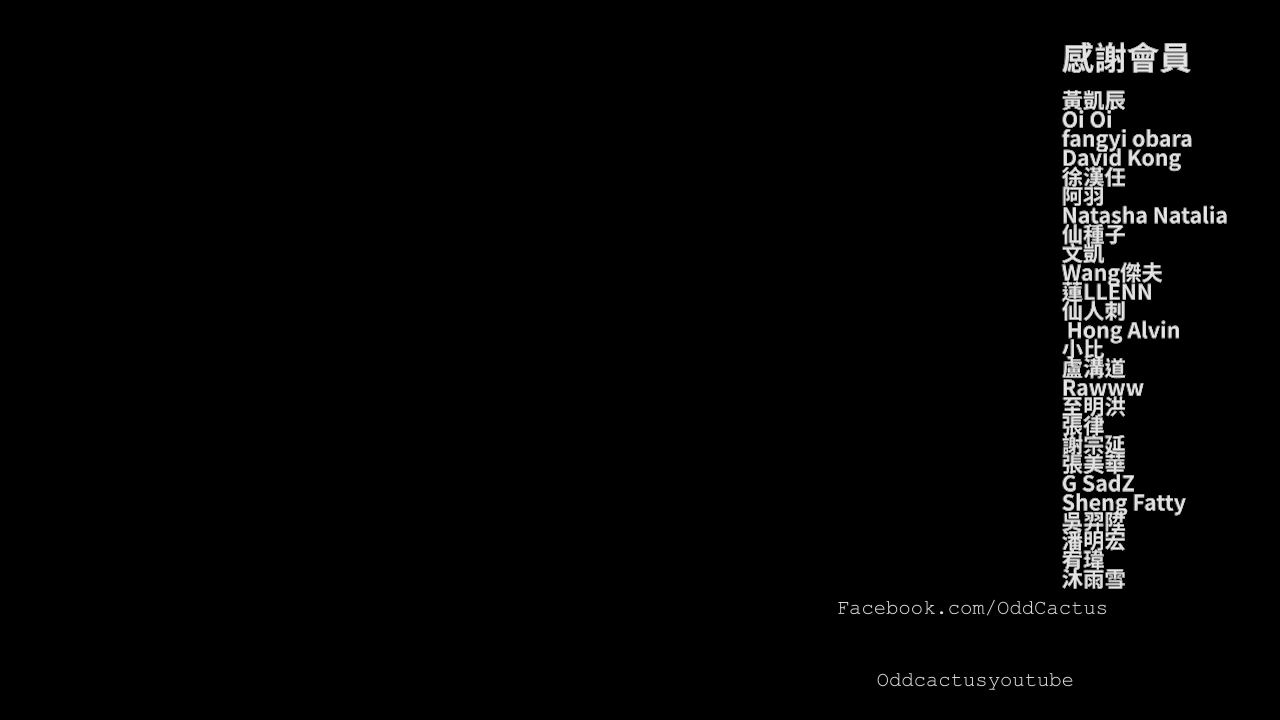 感謝會員
黃凱辰
Oi Oi
fangyi obara
David Kong
徐漢任
阿羽
Natasha Natalia
仙種子
文凱
Wang傑夫
蓮LLENN
仙人刺
Hong Alvin
小比
盧溝道
Rawww
至明洪
張律
謝宗延
張美華
G SadZ
Sheng Fatty
吳羿陞
潘明宏
宥瑋
沐雨雪
Facebook.com/OddCactus
Oddcactusyoutube